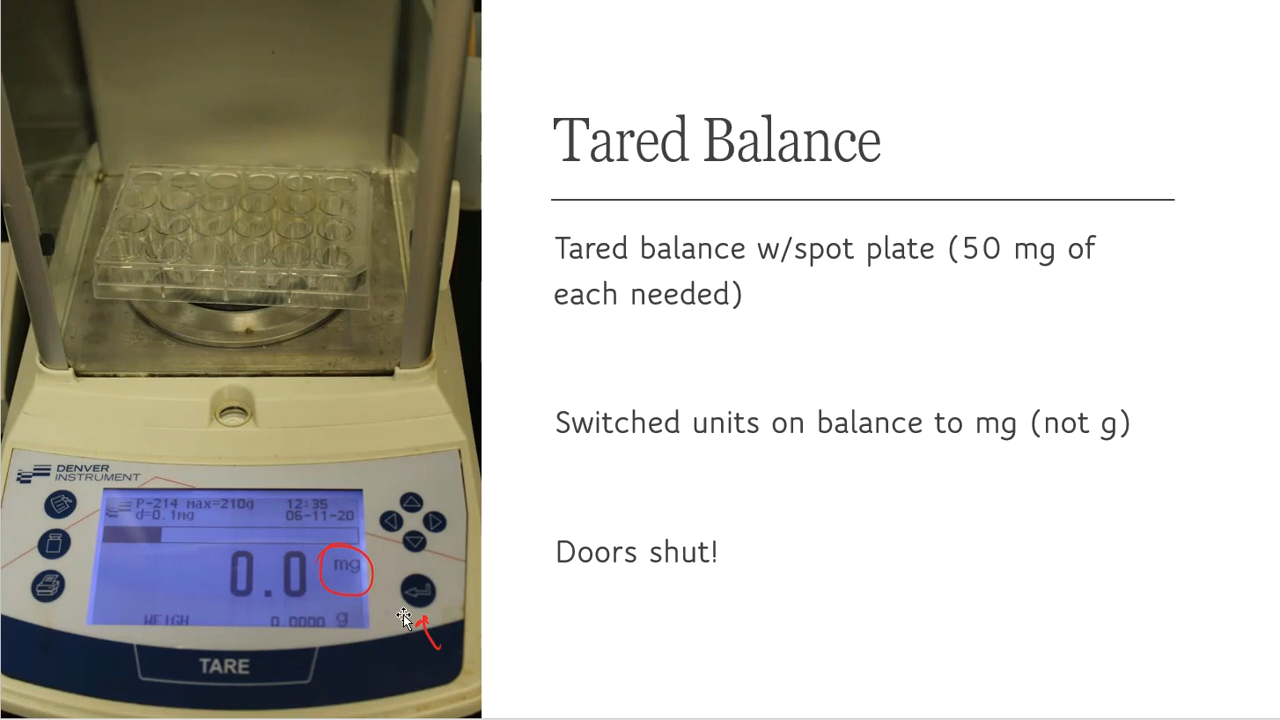 Tared Balance
Tared balance w/spot plate (50 mg of
each needed)
Switched units on balance to mg (not g)
Doors shut!
DENVER
INSTRUMENT
P-214 max=210g 12:35
d=0.1mg 06-11-20
0.0 mg
WEIGH 0.0000 g
TARE